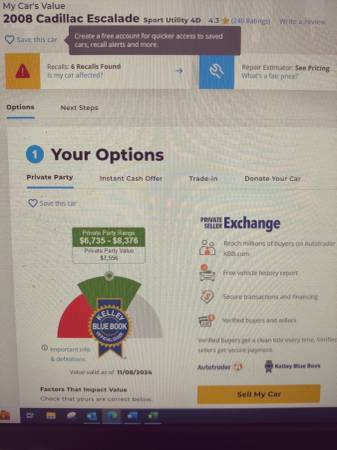 My Car's Value
2008 Cadillac Escalade Sport Utility 4D 4.3 (240 Ratings) Write a review
Save this car
Create a free account for quicker access to saved
cars, recall alerts and more.
Recalls: 6 Recalls Found
Is my car affected?
Repair Estimator: See Pricing
What's a fair price?
Options Next Steps
1 Your Options
Private Party Instant Cash Offer Trade-in Donate Your Car
Save this car
Private Party Range
$6,735 - $8,376
Private Party Value
$7,556
KELLEY
BLUE BOOK
OFFICIAL GUIDE
Important info
& definitions
Value valid as of 11/06/2024
Factors That Impact Value
Check that yours are correct below.
PRIVATE
SELLER Exchange
Reach millions of buyers on Autotrader
KBB.com
Free vehicle history report
Secure transactions and financing
Verified buyers and sellers
Verified buyers get a clean title every time. Verified
sellers get secure payment.
Autotrader Kelley Blue Book
Sell My Car